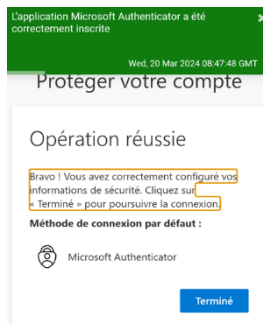 L'application Microsoft Authenticator a été
correctement inscrite
Wed, 20 Mar 2024 08:47:48 GMT
Protéger votre compte
Opération réussie
Bravo ! Vous avez correctement configuré vos
informations de sécurité. Cliquez sur
« Terminé » pour poursuivre la connexion.
Méthode de connexion par défaut :
Microsoft Authenticator
Terminé